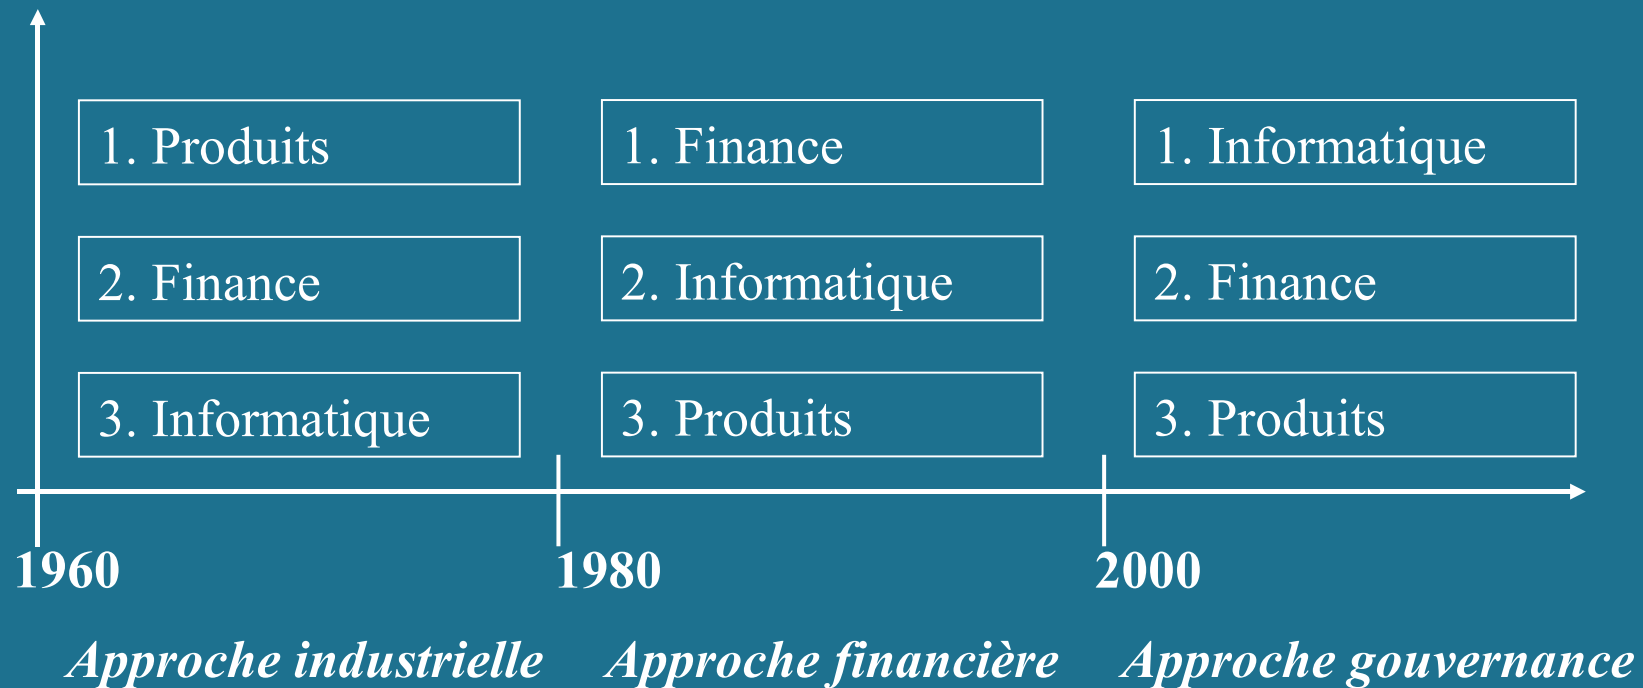 1. Produits
1. Finance
1. Informatique
2. Finance
2. Informatique
2. Finance
3. Informatique
3. Produits
3. Produits
1960
1980
2000
Approche industrielle
Approche financière
Approche gouvernance